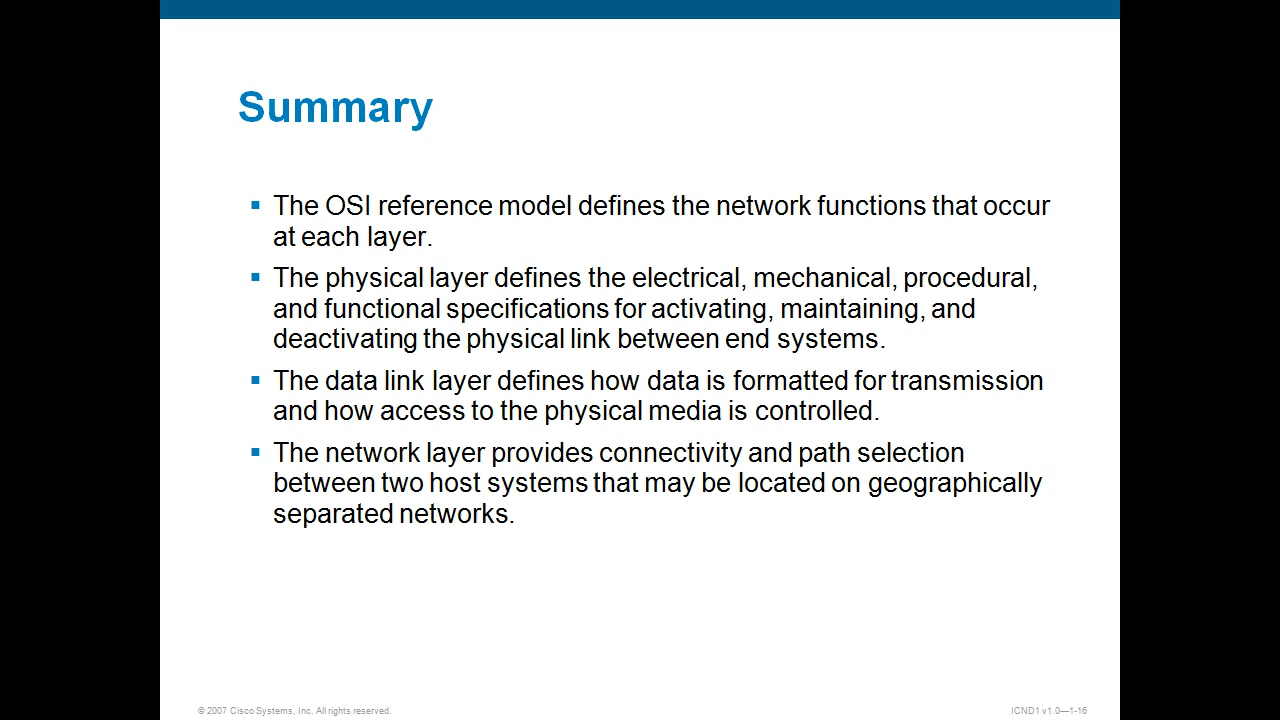 Summary
▪ The OSI reference model defines the network functions that occur
at each layer.
▪ The physical layer defines the electrical, mechanical, procedural,
and functional specifications for activating, maintaining, and
deactivating the physical link between end systems.
▪ The data link layer defines how data is formatted for transmission
and how access to the physical media is controlled.
▪ The network layer provides connectivity and path selection
between two host systems that may be located on geographically
separated networks.
© 2007 Cisco Systems, Inc. All rights reserved.
ICND1 v1.0—1-16